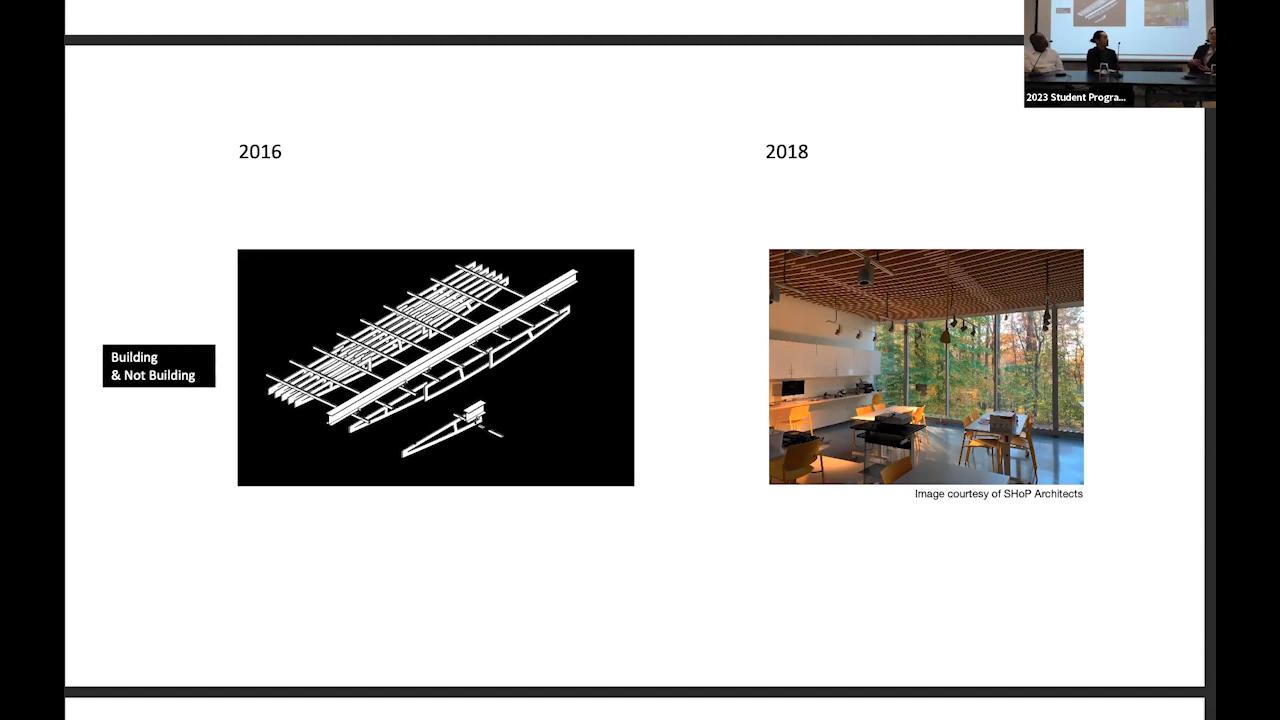 2023 Student Progra...
2016
2018
Building
& Not Building
Image courtesy of SHoP Architects